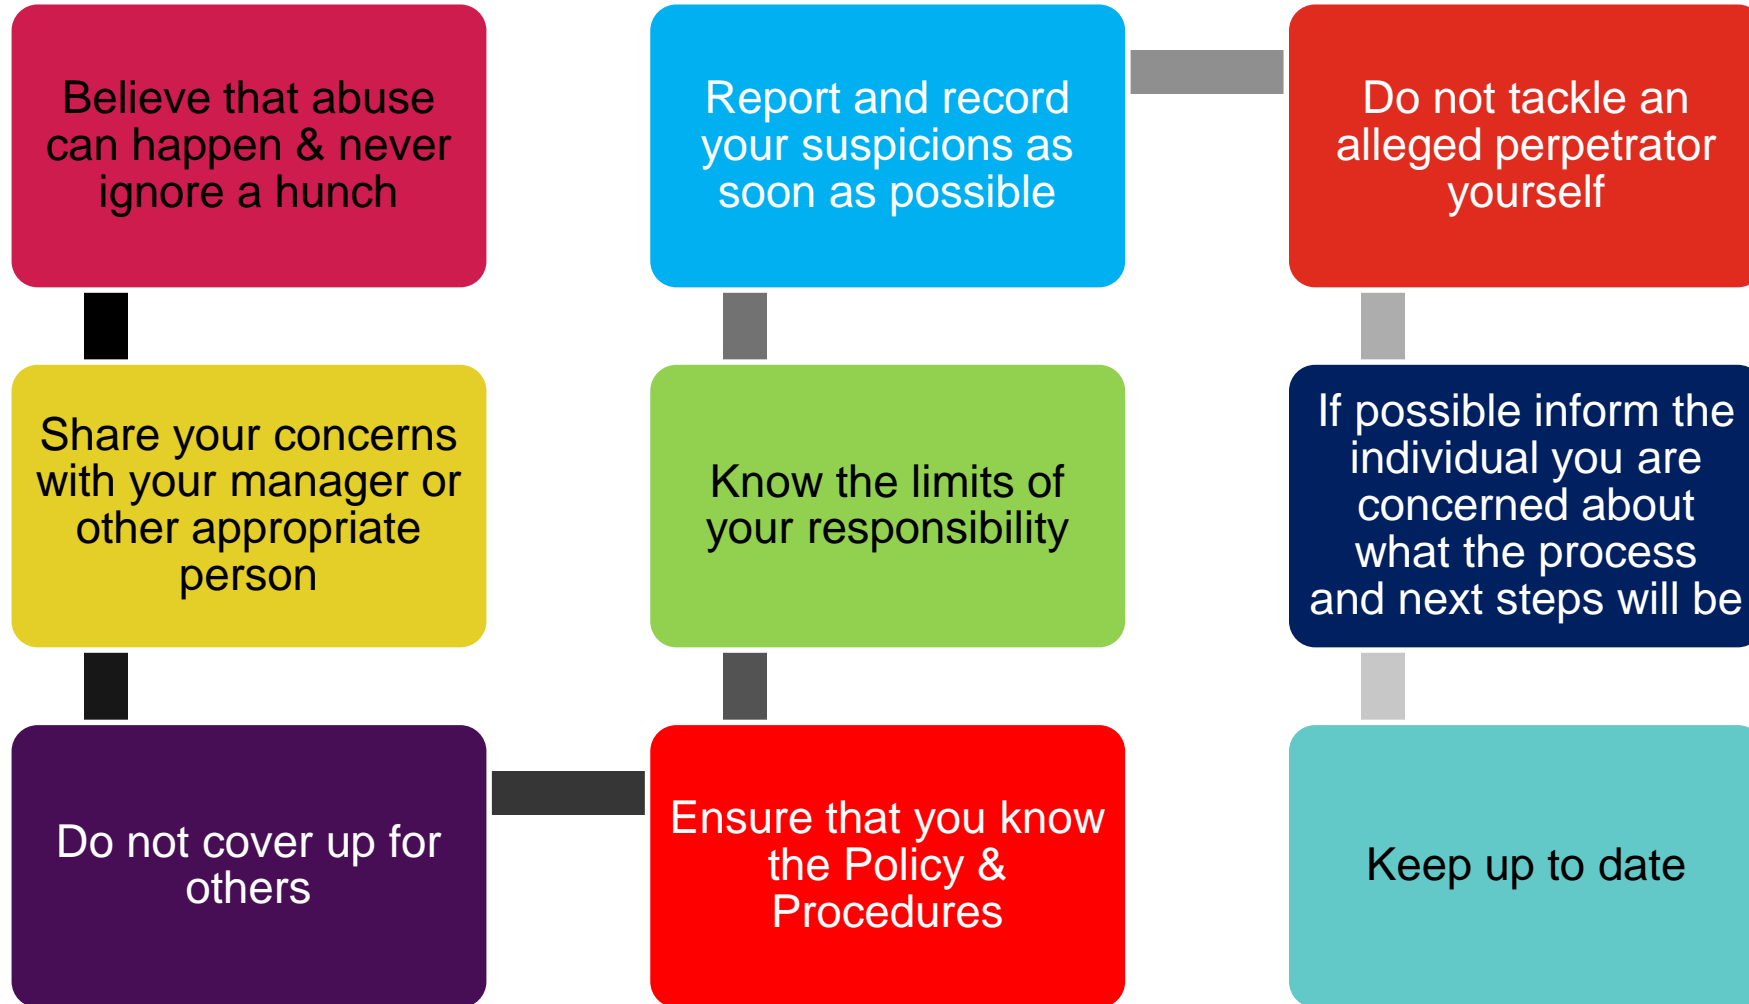 Believe that abuse
can happen & never
ignore a hunch
Share your concerns
with your manager or
other appropriate
person
Do not cover up for
others
Ensure that you know
the Policy &
Procedures
Know the limits of
your responsibility
Report and record
your suspicions as
soon as possible
Do not tackle an
alleged perpetrator
yourself
If possible inform the
individual you are
concerned about
what the process
and next steps will be
Keep up to date